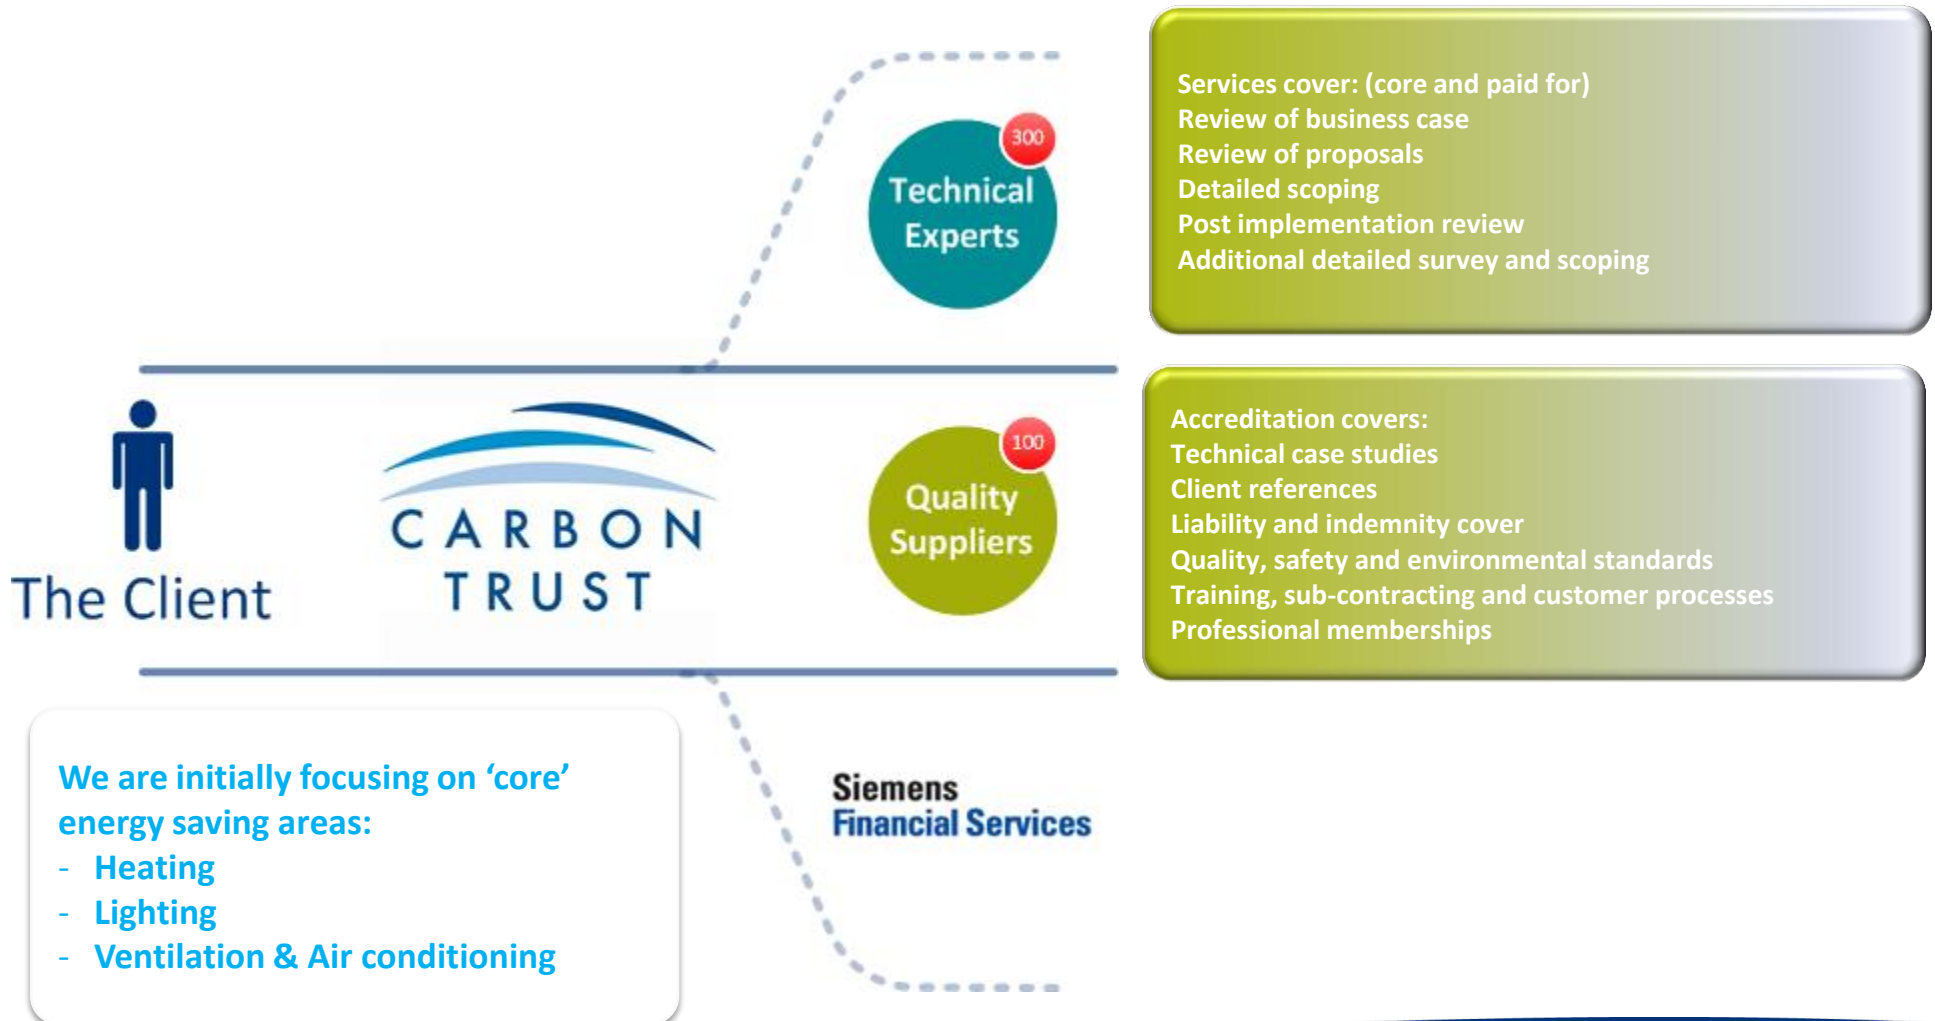 300
Technical
Experts
Services cover: (core and paid for)
Review of business case
Review of proposals
Detailed scoping
Post implementation review
Additional detailed survey and scoping
The Client
CARBON
TRUST
100
Quality
Suppliers
Accreditation covers:
Technical case studies
Client references
Liability and indemnity cover
Quality, safety and environmental standards
Training, sub-contracting and customer processes
Professional memberships
We are initially focusing on ‘core’
energy saving areas:
- Heating
- Lighting
- Ventilation & Air conditioning
Siemens
Financial Services